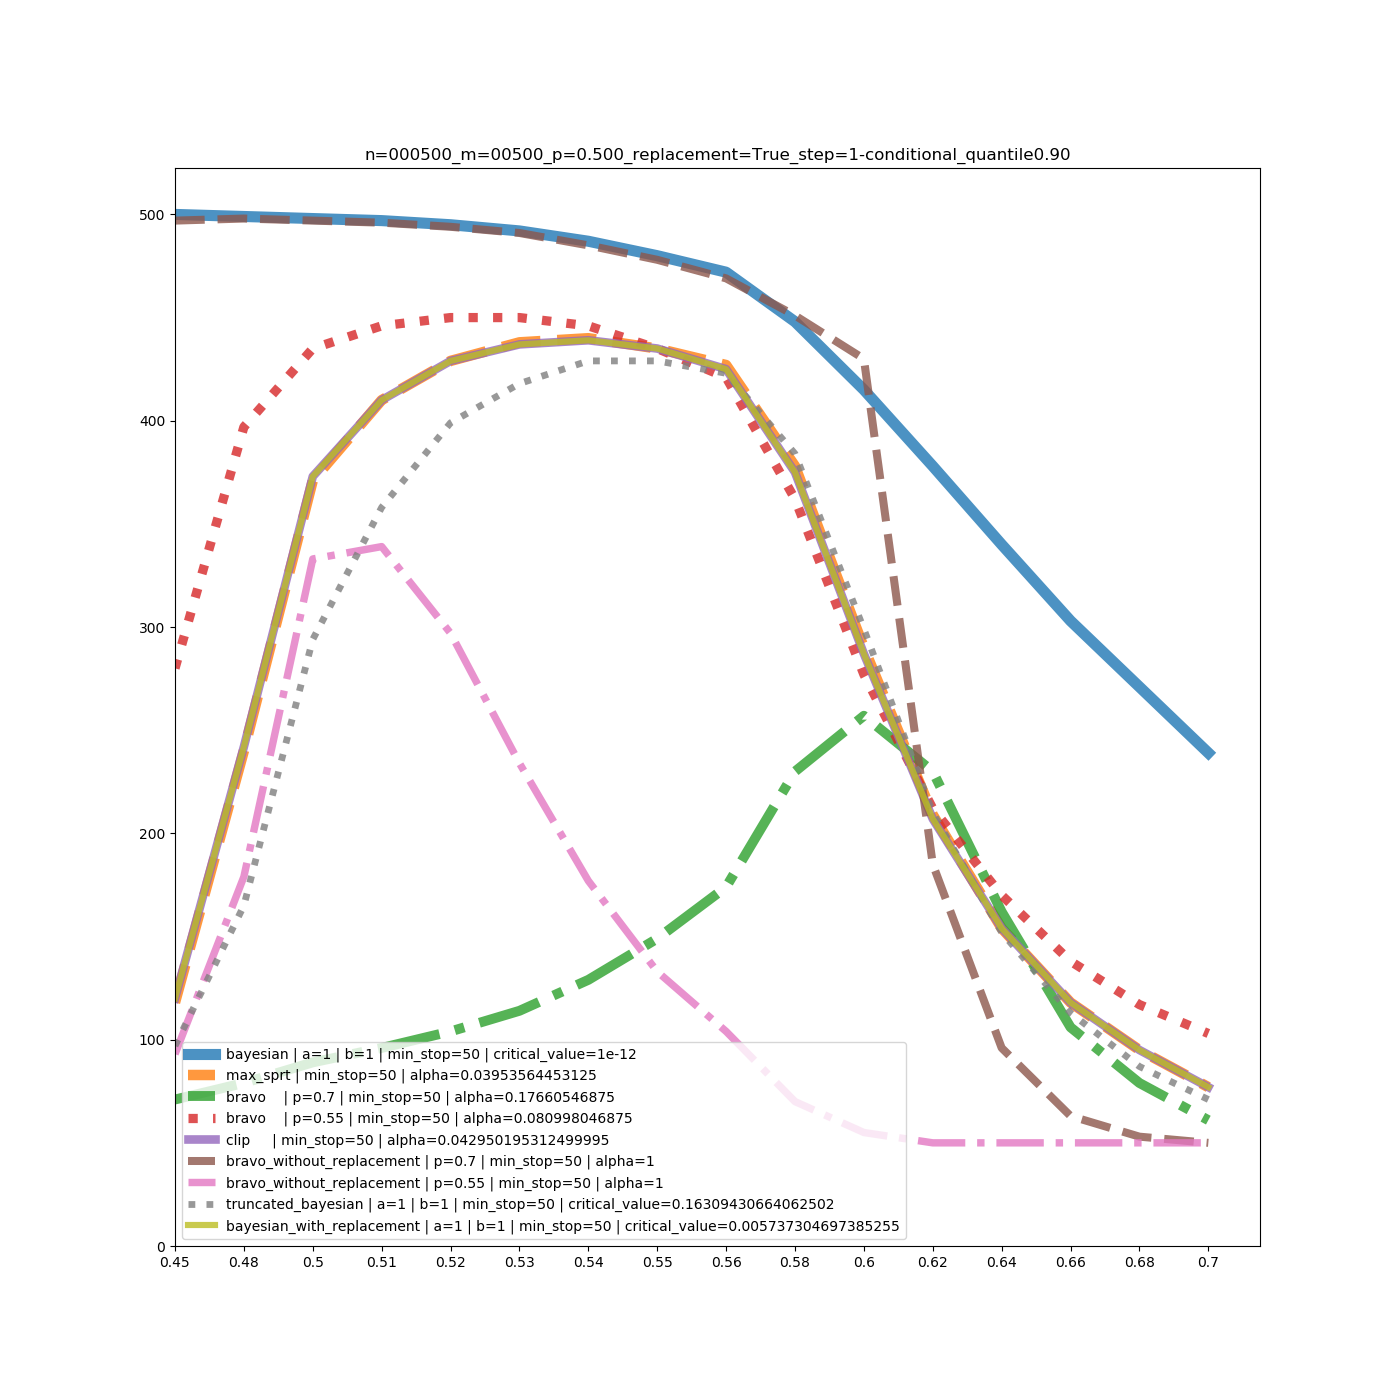 n=000500_m=00500_p=0.500_replacement=True_step=1-conditional_quantile0.90
500
400
300
200
100
0
bayesian | a=1 | b=1 | min_stop=50 | critical_value=1e-12
max_sprt | min_stop=50 | alpha=0.03953564453125
bravo | p=0.7 | min_stop=50 | alpha=0.17660546875
bravo | p=0.55 | min_stop=50 | alpha=0.080998046875
clip | min_stop=50 | alpha=0.042950195312499995
bravo_without_replacement | p=0.7 | min_stop=50 | alpha=1
bravo_without_replacement | p=0.55 | min_stop=50 | alpha=1
truncated_bayesian | a=1 | b=1 | min_stop=50 | critical_value=0.16309430664062502
bayesian_with_replacement | a=1 | b=1 | min_stop=50 | critical_value=0.005737304697385255
0.45 0.48 0.5 0.51 0.52 0.53 0.54 0.55 0.56 0.58 0.6 0.62 0.64 0.66 0.68 0.7